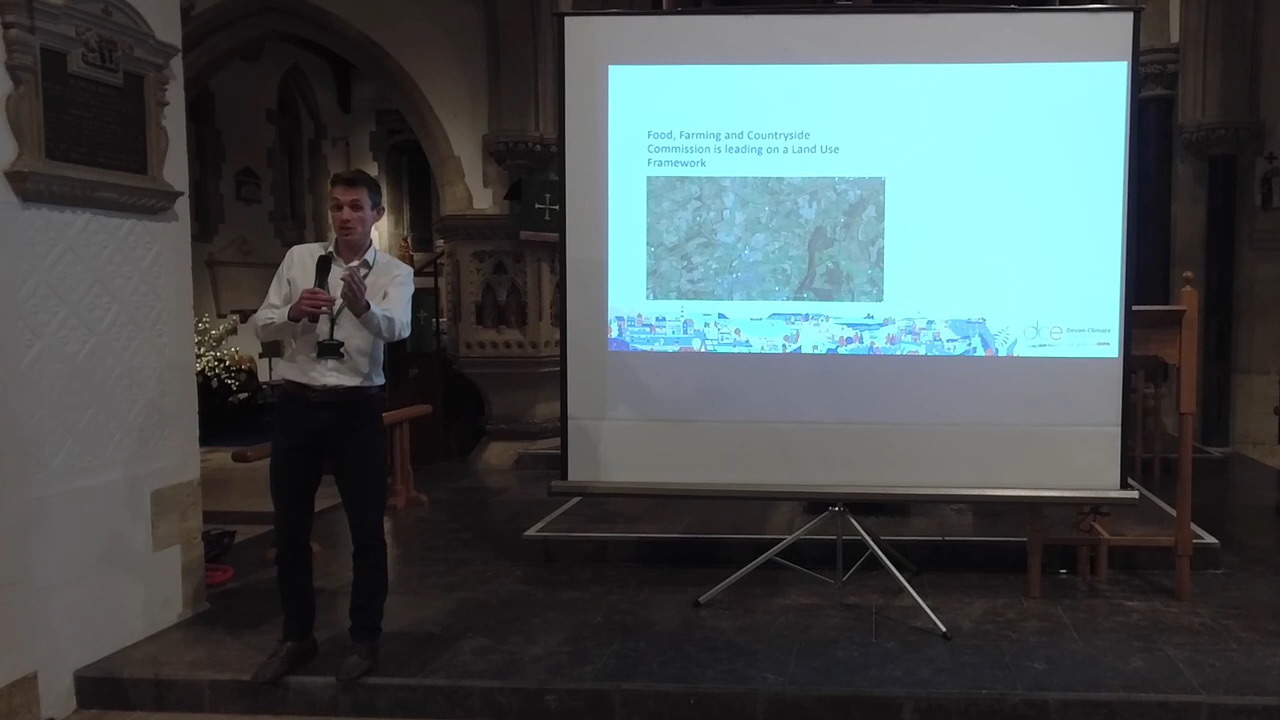 Food, Farming and Countryside
Commission is leading on a Land Use
Framework
Devon Climate